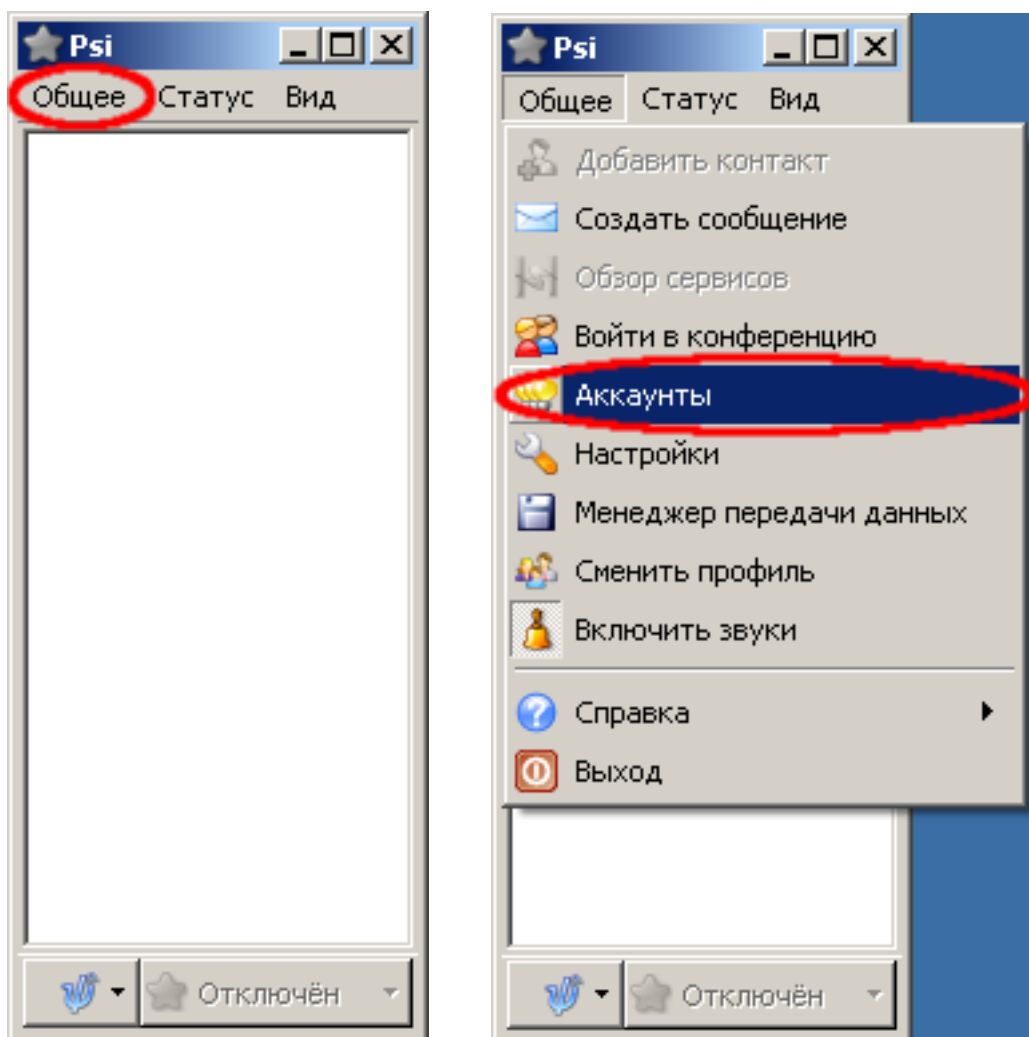 Psi
Общее Статус Вид
Отключён
Psi
Общее Статус Вид
Добавить контакт
Создать сообщение
Обзор сервисов
Войти в конференцию
Аккаунты
Настройки
Менеджер передачи данных
Сменить профиль
Включить звуки
Справка
Выход
Отключён